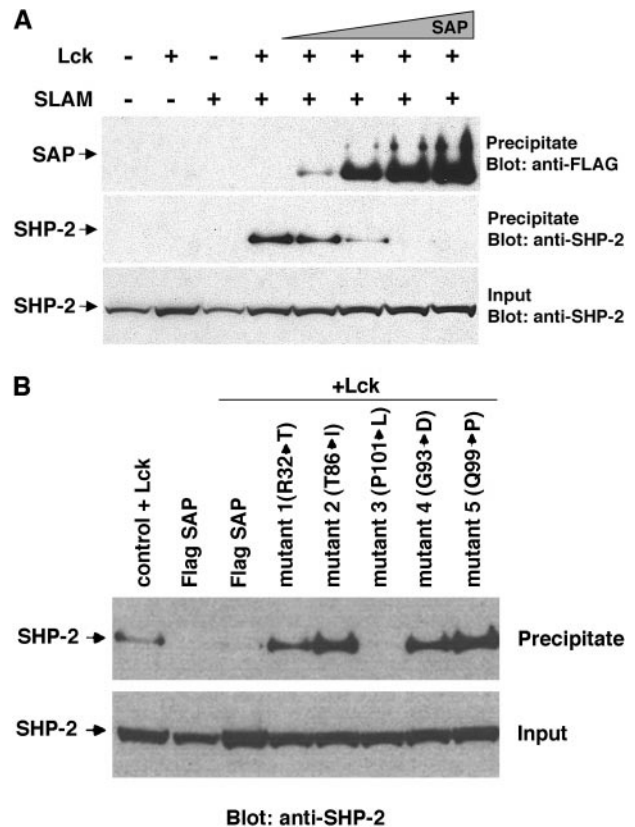 A
SAP
Lck - + - + + + + +
SLAM - - + + + + + +
SAP
Precipitate
Blot: anti-FLAG
SHP-2
Precipitate
Blot: anti-SHP-2
SHP-2
Input
Blot: anti-SHP-2
B
+Lck
control + Lck
Flag SAP
Flag SAP
mutant 1(R32➔T)
mutant 2 (T86➔I)
mutant 3 (P101➔L)
mutant 4 (G93➔D)
mutant 5 (Q99➔P)
SHP-2
Precipitate
SHP-2
Input
Blot: anti-SHP-2